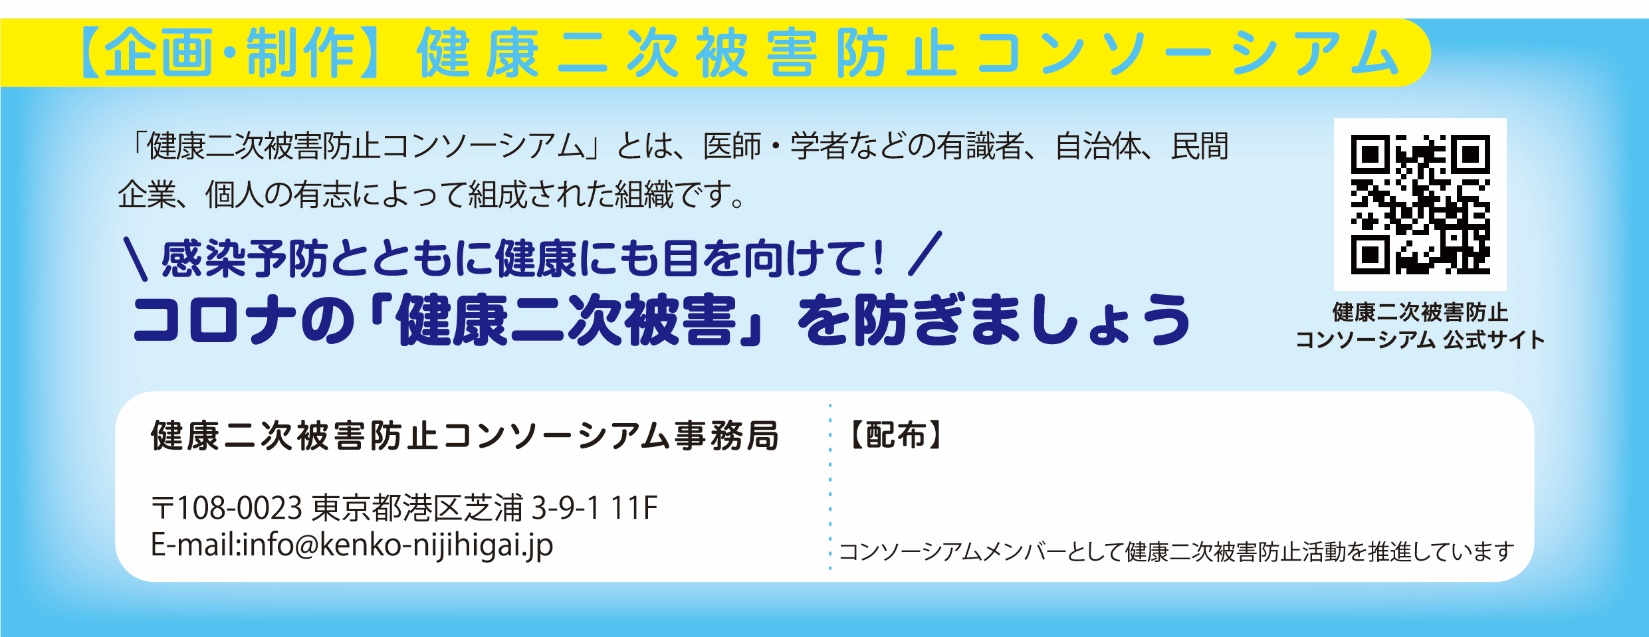 【企画・制作】健康二次被害防止コンソーシアム
「健康二次被害防止コンソーシアム」とは、医師・学者などの有識者、自治体、民間
企業、個人の有志によって組成された組織です。
\ 感染予防とともに健康にも目を向けて! /
コロナの「健康二次被害」を防ぎましょう
健康二次被害防止
コンソーシアム 公式サイト
健康二次被害防止コンソーシアム事務局
〒108-0023 東京都港区芝浦 3-9-1 11F
E-mail:info@kenko-nijihigai.jp
【配布】
コンソーシアムメンバーとして健康二次被害防止活動を推進しています